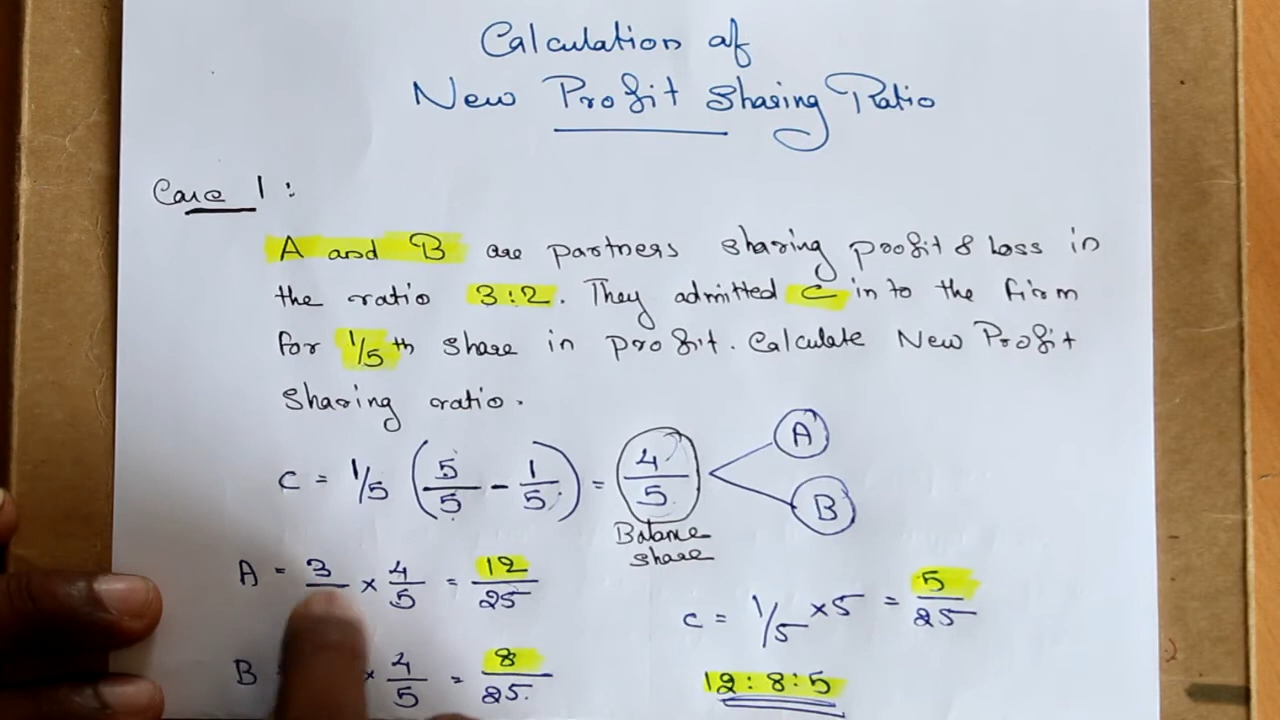 Calculation of
New Profit Sharing Ratio
Case 1 :
A and B are partners sharing profit & Loss in
the ratio 3:2. They admitted C in to the firm
for 1/5 th share in profit. Calculate New Profit
sharing ratio.
C = 1/5 (5/5 - 1/5) = 4/5 A
B
Balance
share
A = 3/ × 4/5 = 12/25
C = 1/5 × 5 = 5/25
B × 4/5 = 8/25.
12:8:5